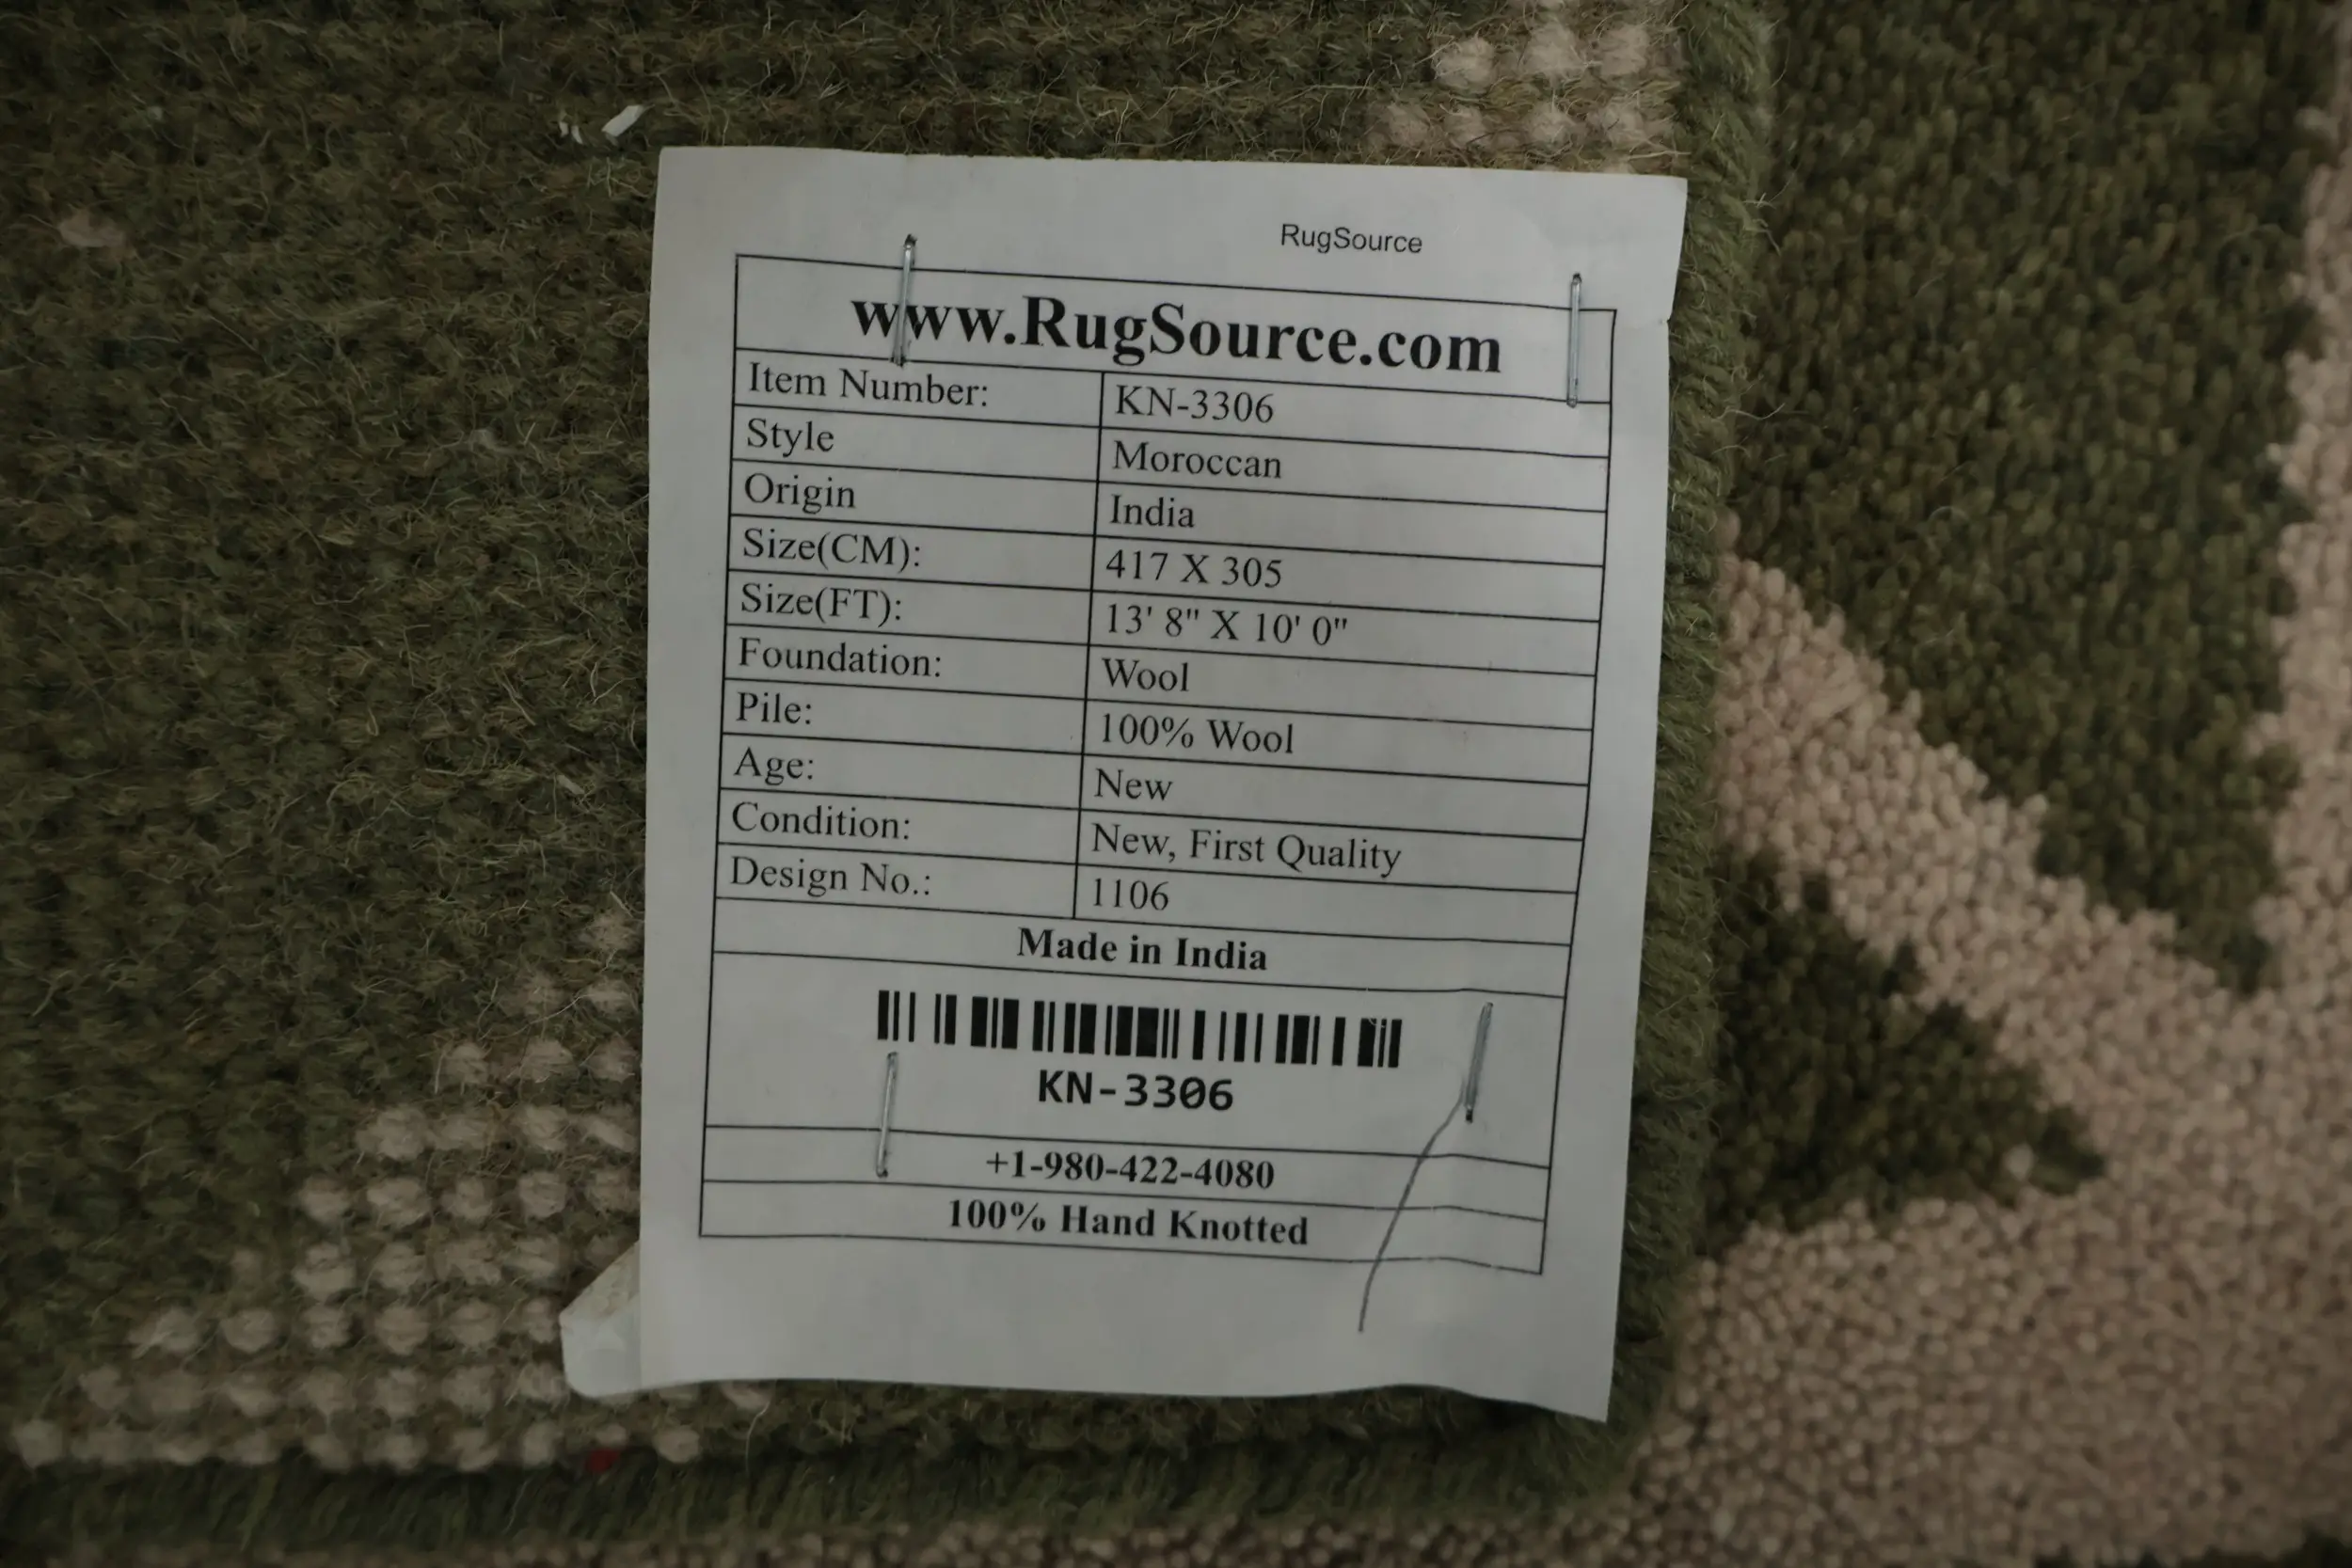 RugSource
www.RugSource.com
Item Number: KN-3306
Style Moroccan
Origin India
Size(CM): 417 X 305
Size(FT): 13' 8" X 10' 0"
Foundation: Wool
Pile: 100% Wool
Age: New
Condition: New, First Quality
Design No.: 1106
Made in India
KN-3306
+1-980-422-4080
100% Hand Knotted